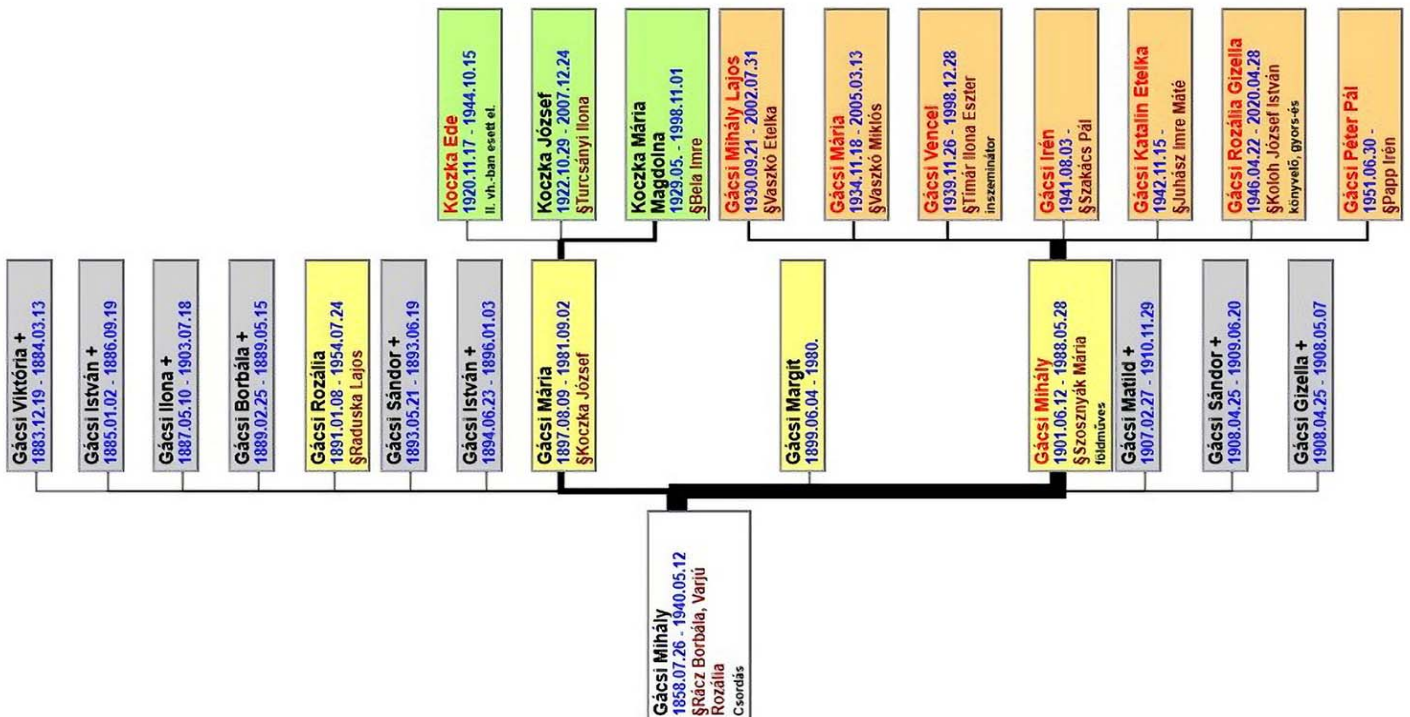 Koczka Ede
1920.11.17 - 1944.10.15
II. vh.-ban esett el.
Koczka József
1922.10.29 - 2007.12.24
§Turcsányi Ilona
Koczka Mária
Magdolna
1929.05. - 1998.11.01
§Bela Imre
Gácsi Mihály Lajos
1930.09.21 - 2002.07.31
§Vaszkó Etelka
Gácsi Mária
1934.11.18 - 2005.03.13
§Vaszkó Miklós
Gácsi Vencel
1939.11.26 - 1998.12.28
§Tímár Ilona Eszter
inszeminátor
Gácsi Irén
1941.08.03 -
§Szakács Pál
Gácsi Katalin Etelka
1942.11.15 -
§Juhász Imre Máté
Gácsi Rozália Gizella
1946.04.22 - 2020.04.28
§Koloh József István
könyvelő, gyors-és
Gácsi Péter Pál
1951.06.30 -
§Papp Irén
Gácsi Viktória +
1883.12.19 - 1884.03.13
Gácsi István +
1885.01.02 - 1886.09.19
Gácsi Ilona +
1887.05.10 - 1903.07.18
Gácsi Borbála +
1889.02.25 - 1889.05.15
Gácsi Rozália
1891.01.08 - 1954.07.24
§Raduska Lajos
Gácsi Sándor +
1893.05.21 - 1893.06.19
Gácsi István +
1894.06.23 - 1896.01.03
Gácsi Mária
1897.08.09 - 1981.09.02
§Koczka József
Gácsi Margit
1899.06.04 - 1980.
Gácsi Mihály
1901.06.12 - 1988.05.28
§Szosznyák Mária
földműves
Gácsi Matild +
1907.02.27 - 1910.11.29
Gácsi Sándor +
1908.04.25 - 1909.06.20
Gácsi Gizella +
1908.04.25 - 1908.05.07
Gácsi Mihály
1858.07.26 - 1940.05.12
§Rácz Borbála, Varjú
Rozália
Csordás